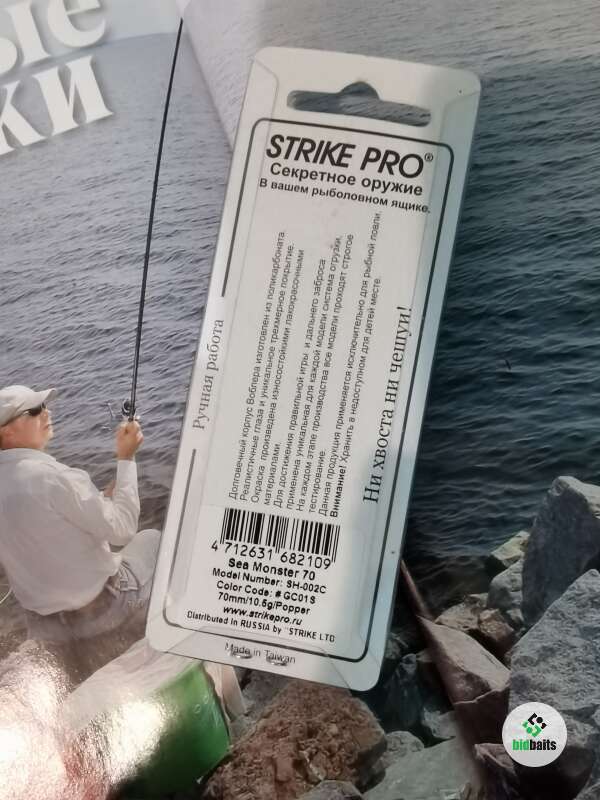 ые
ки
STRIKE PRO®
Секретное оружие
В вашем рыболовном ящике.
Ручная работа
Долговечный корпус Воблера изготовлен из поликарбоната.
Реалистичные глаза и уникальное трехмерное покрытие.
Окраска произведена износостойкими лакокрасочными
материалами.
Для достижения правильной игры и дальнего заброса
применена уникальная для каждой модели система огрузки.
На каждом этапе производства все модели проходят строгое
тестирование.
Данная продукция применяется исключительно для рыбной ловли.
Внимание! Хранить в недоступном для детей месте.
Ни хвоста ни чешуи!
4 712631 682109
Sea Monster 70
Model Number: SH-002C
Color Code: # GC01S
70mm/10.5g/Popper
www.strikepro.ru
Distributed in RUSSIA by "STRIKE LTD
Made in Taiwan
bidbaits